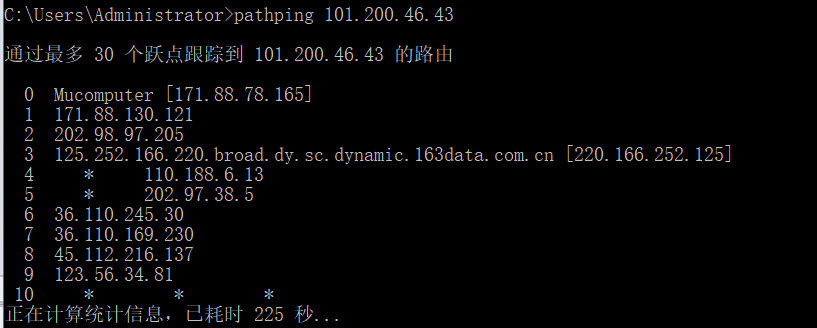 C:\Users\Administrator>pathping 101.200.46.43
通过最多 30 个跃点跟踪到 101.200.46.43 的路由
0 Mucomputer [171.88.78.165]
1 171.88.130.121
2 202.98.97.205
3 125.252.166.220.broad.dy.sc.dynamic.163data.com.cn [220.166.252.125]
4 * 110.188.6.13
5 * 202.97.38.5
6 36.110.245.30
7 36.110.169.230
8 45.112.216.137
9 123.56.34.81
10 * * *
正在计算统计信息，已耗时 225 秒...